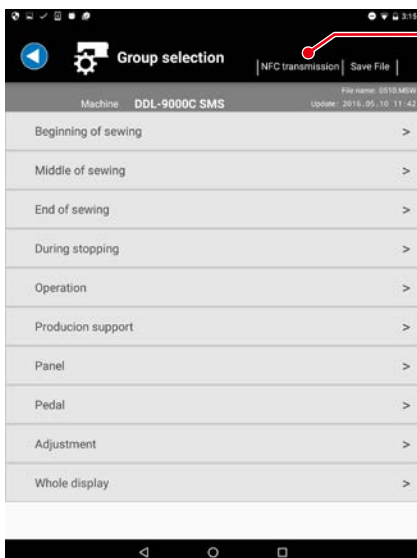 3:15
Group selection
NFC transmission
Save File
Machine DDL-9000C SMS
File name: 0510.MSW
Update: 2016.05.10 11:42
Beginning of sewing >
Middle of sewing >
End of sewing >
During stopping >
Operation >
Producion support >
Panel >
Pedal >
Adjustment >
Whole display >